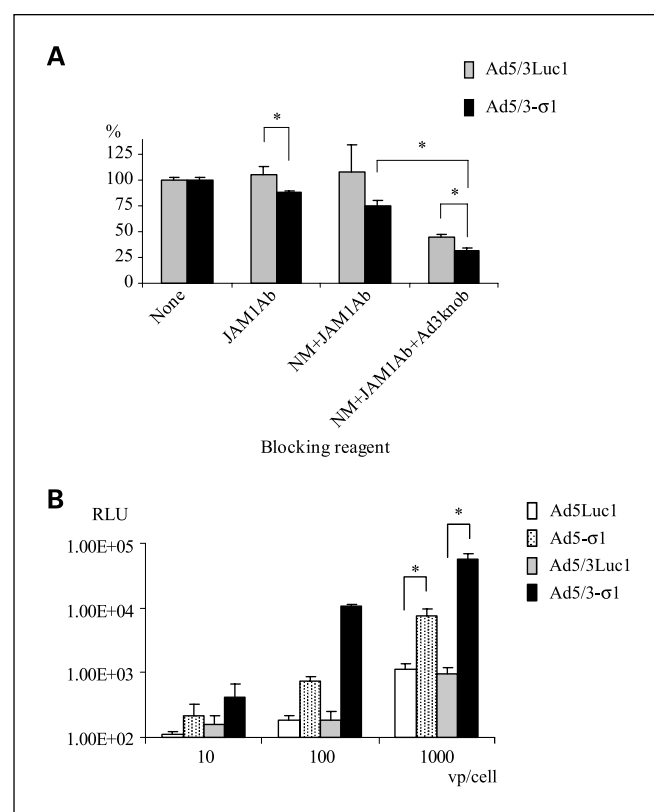 A
Ad5/3Luc1
Ad5/3-σ1
%
*
*
*
125
100
75
50
25
0
None
JAM1Ab
NM+JAM1Ab
NM+JAM1Ab+Ad3knob
Blocking reagent
B
RLU
Ad5Luc1
Ad5-σ1
Ad5/3Luc1
Ad5/3-σ1
*
*
1.00E+05
1.00E+04
1.00E+03
1.00E+02
10 100 1000
vp/cell